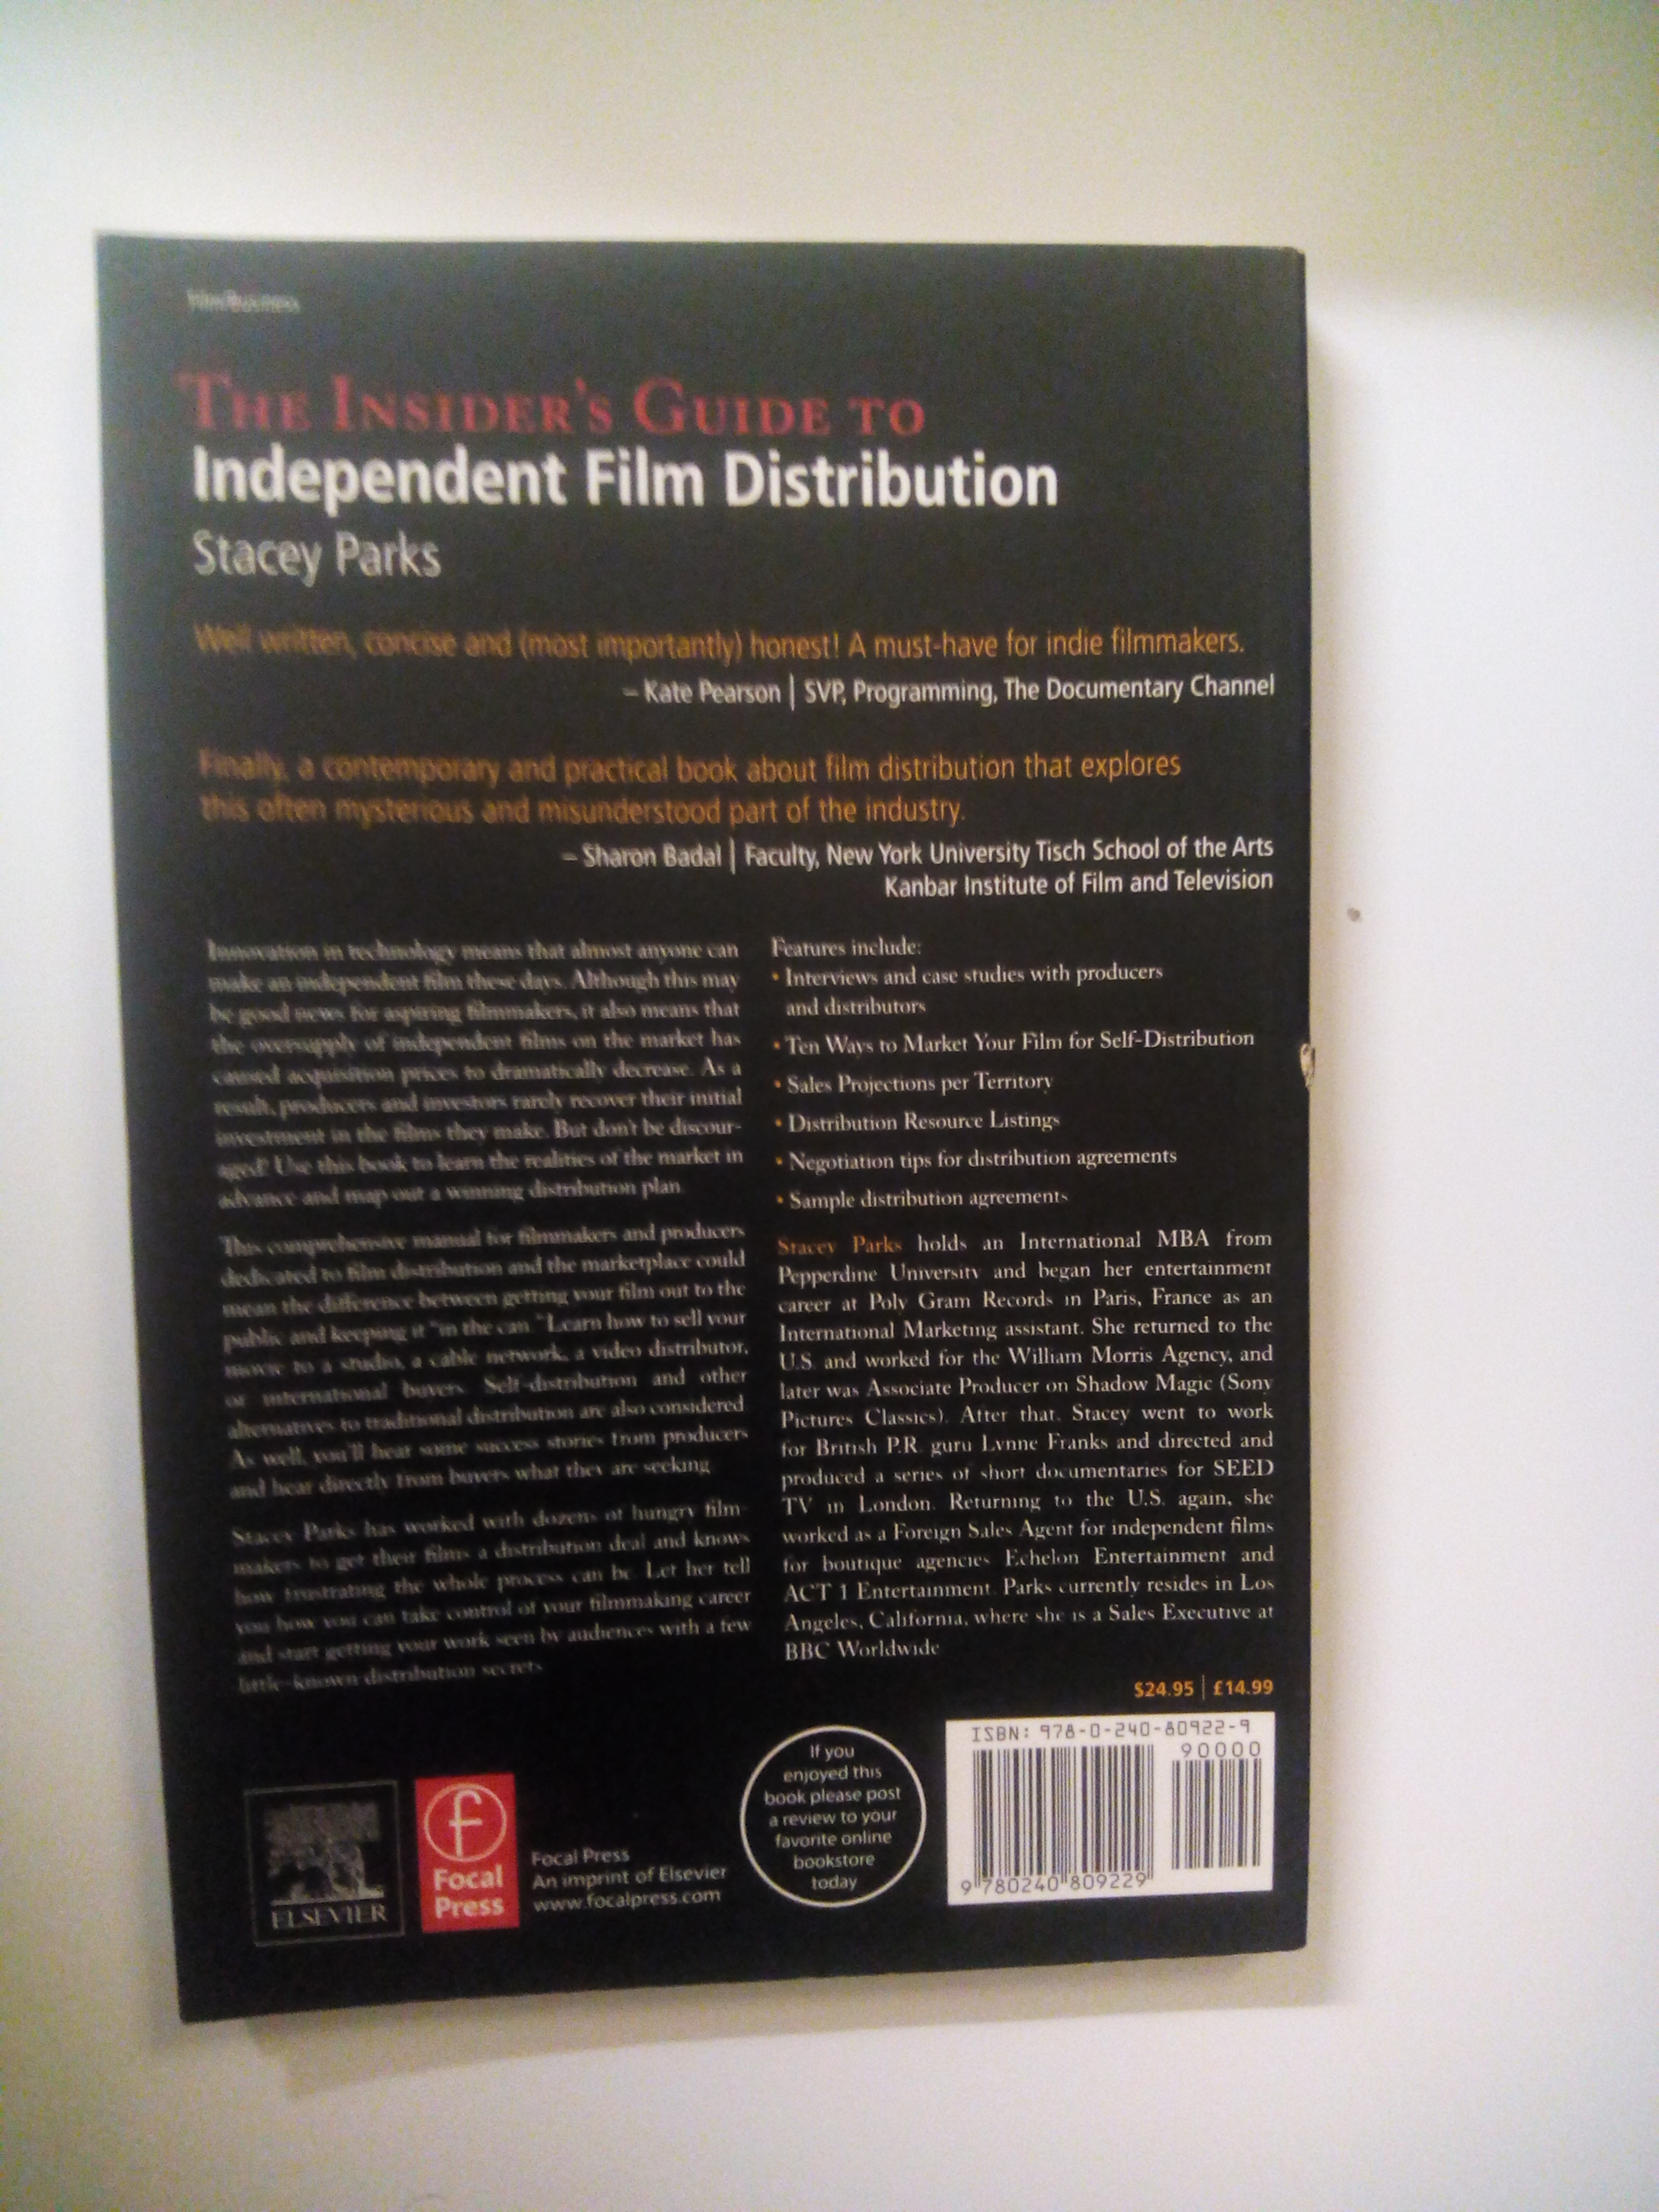 Film/Business
THE INSIDER'S GUIDE TO
Independent Film Distribution
Stacey Parks
Well written, concise and (most importantly) honest! A must-have for indie filmmakers.
– Kate Pearson | SVP, Programming, The Documentary Channel
Finally, a contemporary and practical book about film distribution that explores
this often mysterious and misunderstood part of the industry.
– Sharon Badal | Faculty, New York University Tisch School of the Arts
Kanbar Institute of Film and Television
Innovation in technology means that almost anyone can
make an independent film these days. Although this may
be good news for aspiring filmmakers, it also means that
the oversupply of independent films on the market has
caused acquisition prices to dramatically decrease. As a
result, producers and investors rarely recover their initial
investment in the films they make. But don't be discour-
aged! Use this book to learn the realities of the market in
advance and map out a winning distribution plan.
This comprehensive manual for filmmakers and producers
dedicated to film distribution and the marketplace could
mean the difference between getting your film out to the
public and keeping it "in the can." Learn how to sell your
movie to a studio, a cable network, a video distributor,
or international buyers. Self-distribution and other
alternatives to traditional distribution are also considered.
As well, you'll hear some success stories from producers
and hear directly from buyers what they are seeking.
Stacey Parks has worked with dozens of hungry film-
makers to get their films a distribution deal and knows
how frustrating the whole process can be. Let her tell
you how you can take control of your filmmaking career
and start getting your work seen by audiences with a few
little-known distribution secrets.
Features include:
• Interviews and case studies with producers
and distributors
• Ten Ways to Market Your Film for Self-Distribution
• Sales Projections per Territory
• Distribution Resource Listings
• Negotiation tips for distribution agreements
• Sample distribution agreements
Stacey Parks holds an International MBA from
Pepperdine University and began her entertainment
career at Poly Gram Records in Paris, France as an
International Marketing assistant. She returned to the
U.S. and worked for the William Morris Agency, and
later was Associate Producer on Shadow Magic (Sony
Pictures Classics). After that, Stacey went to work
for British P.R. guru Lynne Franks and directed and
produced a series of short documentaries for SEED
TV in London. Returning to the U.S. again, she
worked as a Foreign Sales Agent for independent films
for boutique agencies Echelon Entertainment and
ACT 1 Entertainment. Parks currently resides in Los
Angeles, California, where she is a Sales Executive at
BBC Worldwide
$24.95 | £14.99
ELSEVIER
f
Focal
Press
Focal Press
An imprint of Elsevier
www.focalpress.com
If you
enjoyed this
book please post
a review to your
favorite online
bookstore
today
ISBN: 978-0-240-80922-9
90000
9 780240 809229